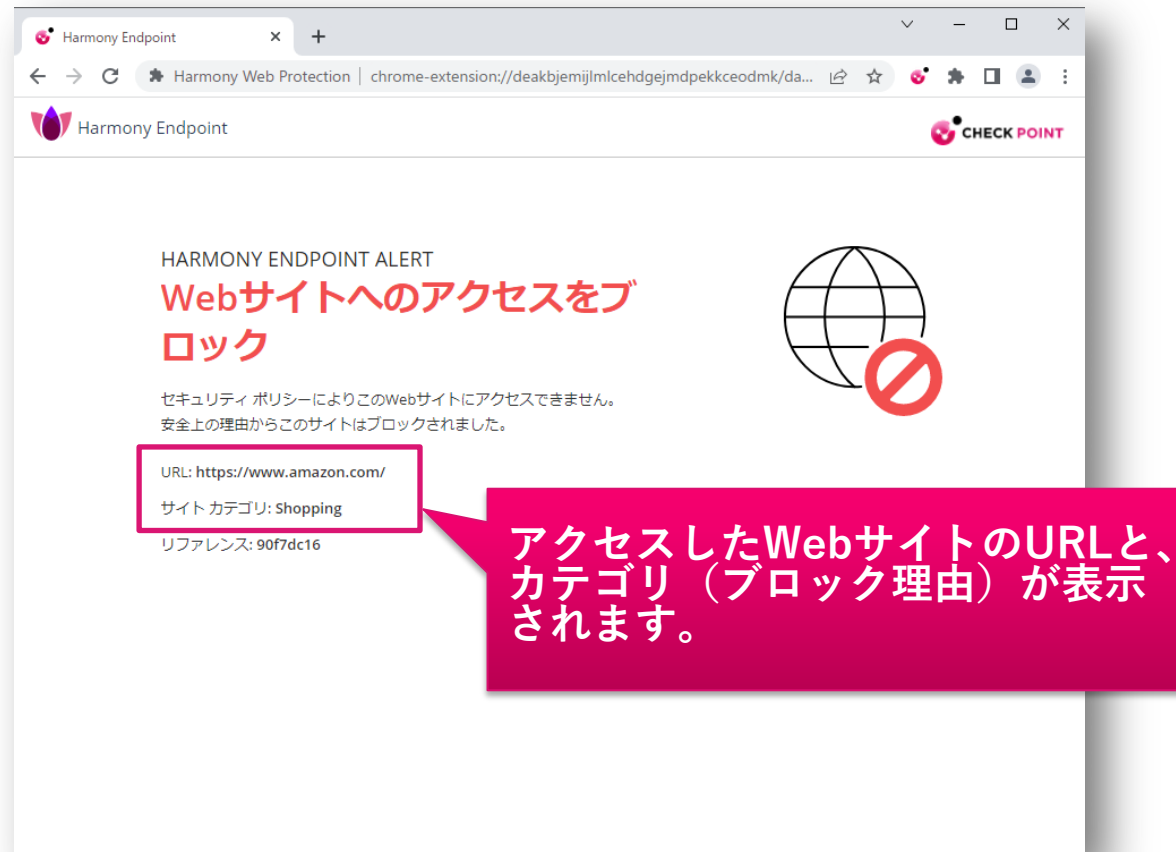 Harmony Endpoint
Harmony Web Protection | chrome-extension://deakbjemijlmlcehdgejmdpekkceodmk/da...
Harmony Endpoint
CHECK POINT
HARMONY ENDPOINT ALERT
Webサイトへのアクセスをブ
ロック
セキュリティ ポリシーによりこのWebサイトにアクセスできません。
安全上の理由からこのサイトはブロックされました。
URL: https://www.amazon.com/
サイト カテゴリ: Shopping
リファレンス: 90f7dc16
アクセスしたWebサイトのURLと、
カテゴリ（ブロック理由）が表示
されます。